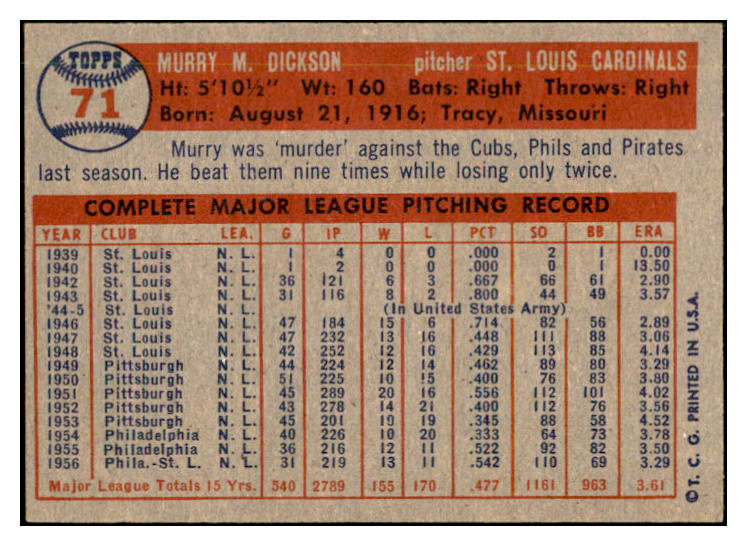 TOPPS
71
MURRY M. DICKSON pitcher ST. LOUIS CARDINALS
Ht: 5'10½" Wt: 160 Bats: Right Throws: Right
Born: August 21, 1916; Tracy, Missouri
Murry was 'murder' against the Cubs, Phils and Pirates
last season. He beat them nine times while losing only twice.
COMPLETE MAJOR LEAGUE PITCHING RECORD
YEAR CLUB LEA. G IP W L PCT SO BB ERA
1939 St. Louis N. L. 1 4 0 0 .000 2 1 0.00
1940 St. Louis N. L. 1 2 0 0 .000 0 1 13.50
1942 St. Louis N. L. 36 121 6 3 .667 66 61 2.90
1943 St. Louis N. L. 31 116 8 2 .800 44 49 3.57
'44-5 St. Louis N. L. (In United States Army)
1946 St. Louis N. L. 47 184 15 6 .714 82 56 2.89
1947 St. Louis N. L. 47 232 13 16 .448 111 88 3.06
1948 St. Louis N. L. 42 252 12 16 .429 113 85 4.14
1949 Pittsburgh N. L. 44 224 12 14 .462 89 80 3.29
1950 Pittsburgh N. L. 51 225 10 15 .400 76 83 3.80
1951 Pittsburgh N. L. 45 289 20 16 .556 112 101 4.02
1952 Pittsburgh N. L. 43 278 14 21 .400 112 76 3.56
1953 Pittsburgh N. L. 45 201 10 19 .345 88 58 4.52
1954 Philadelphia N. L. 40 226 10 20 .333 64 73 3.78
1955 Philadelphia N. L. 36 216 12 11 .522 92 82 3.50
1956 Phila.-St. L. N. L. 31 219 13 11 .542 110 69 3.29
Major League Totals 15 Yrs. 540 2789 155 170 .477 1161 963 3.61
© T. C. G. PRINTED IN U.S.A.